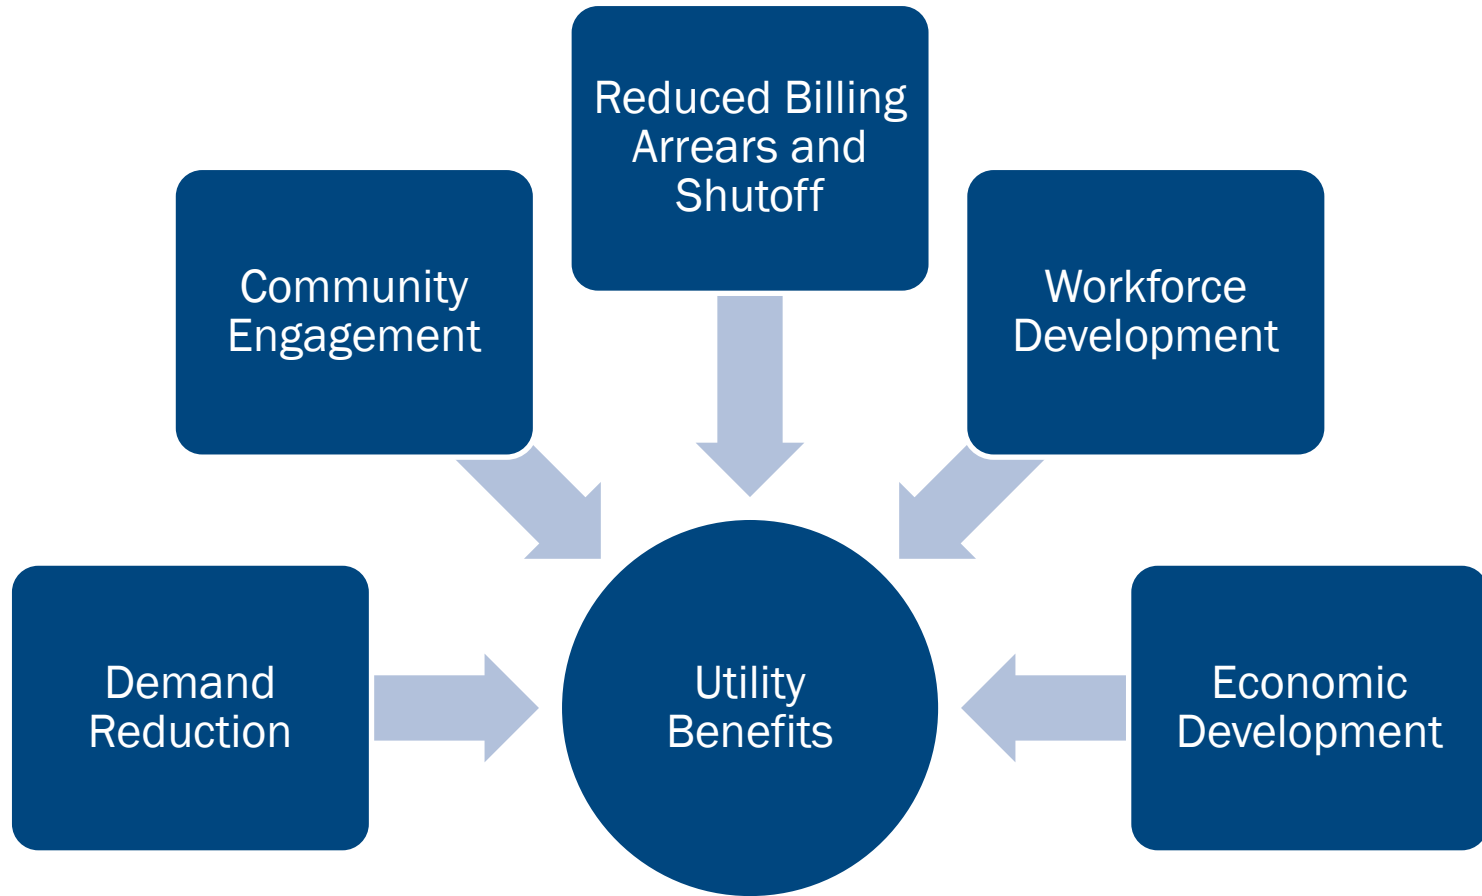 Reduced Billing
Arrears and
Shutoff
Community
Engagement
Workforce
Development
Demand
Reduction
Utility
Benefits
Economic
Development